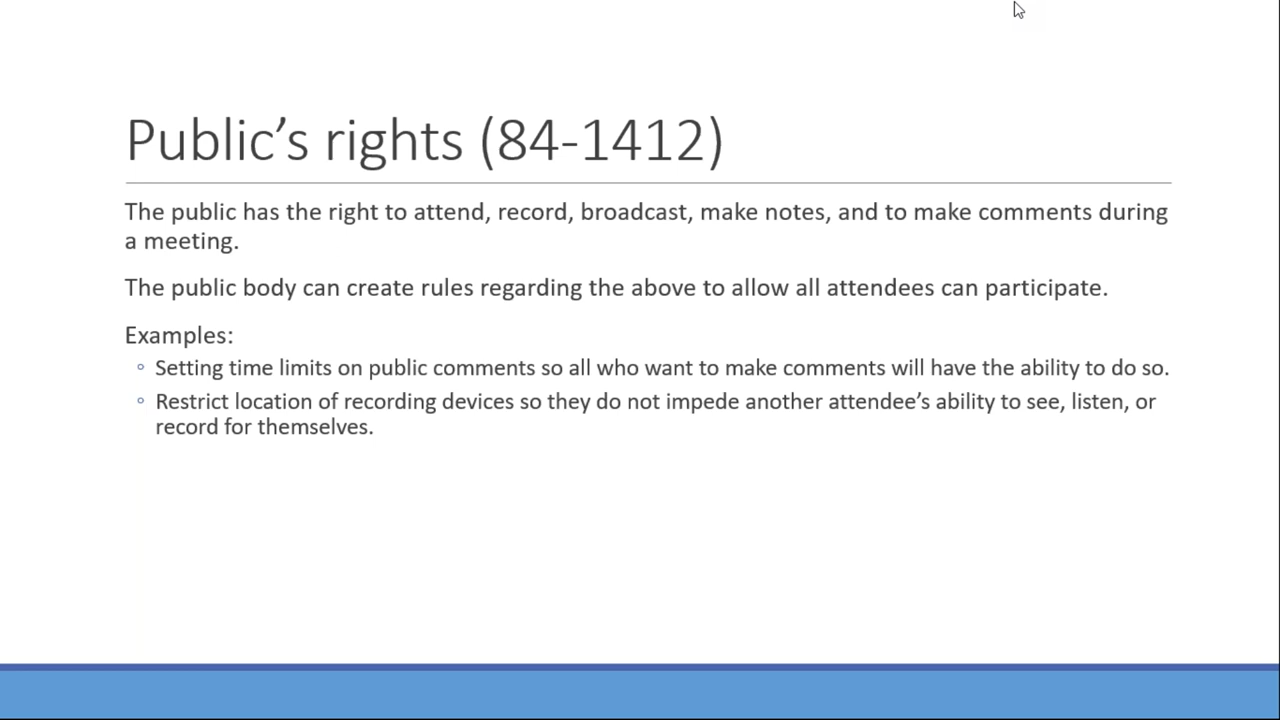 Public’s rights (84-1412)
The public has the right to attend, record, broadcast, make notes, and to make comments during
a meeting.
The public body can create rules regarding the above to allow all attendees can participate.
Examples:
◦ Setting time limits on public comments so all who want to make comments will have the ability to do so.
◦ Restrict location of recording devices so they do not impede another attendee’s ability to see, listen, or
record for themselves.